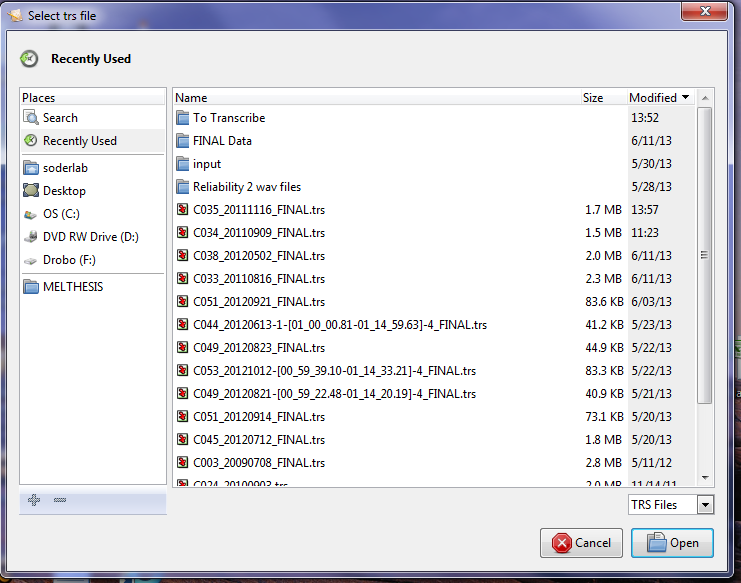 Select trs file
Recently Used
Places
Search
Recently Used
soderlab
Desktop
OS (C:)
DVD RW Drive (D:)
Drobo (F:)
MELTHESIS
Name Size Modified
To Transcribe 13:52
FINAL Data 6/11/13
input 5/30/13
Reliability 2 wav files 5/28/13
C035_20111116_FINAL.trs 1.7 MB 13:57
C034_20110909_FINAL.trs 1.5 MB 11:23
C038_20120502_FINAL.trs 2.0 MB 6/11/13
C033_20110816_FINAL.trs 2.3 MB 6/11/13
C051_20120921_FINAL.trs 83.6 KB 6/03/13
C044_20120613-1-[01_00_00.81-01_14_59.63]-4_FINAL.trs 41.2 KB 5/23/13
C049_20120823_FINAL.trs 44.9 KB 5/22/13
C053_20121012-[00_59_39.10-01_14_33.21]-4_FINAL.trs 83.3 KB 5/22/13
C049_20120821-[00_59_22.48-01_14_20.19]-4_FINAL.trs 40.9 KB 5/21/13
C051_20120914_FINAL.trs 73.1 KB 5/20/13
C045_20120712_FINAL.trs 1.8 MB 5/20/13
C003_20090708_FINAL.trs 2.8 MB 5/11/12
C024_20100903.trs 2.0 MB 11/14/11
TRS Files
Cancel Open